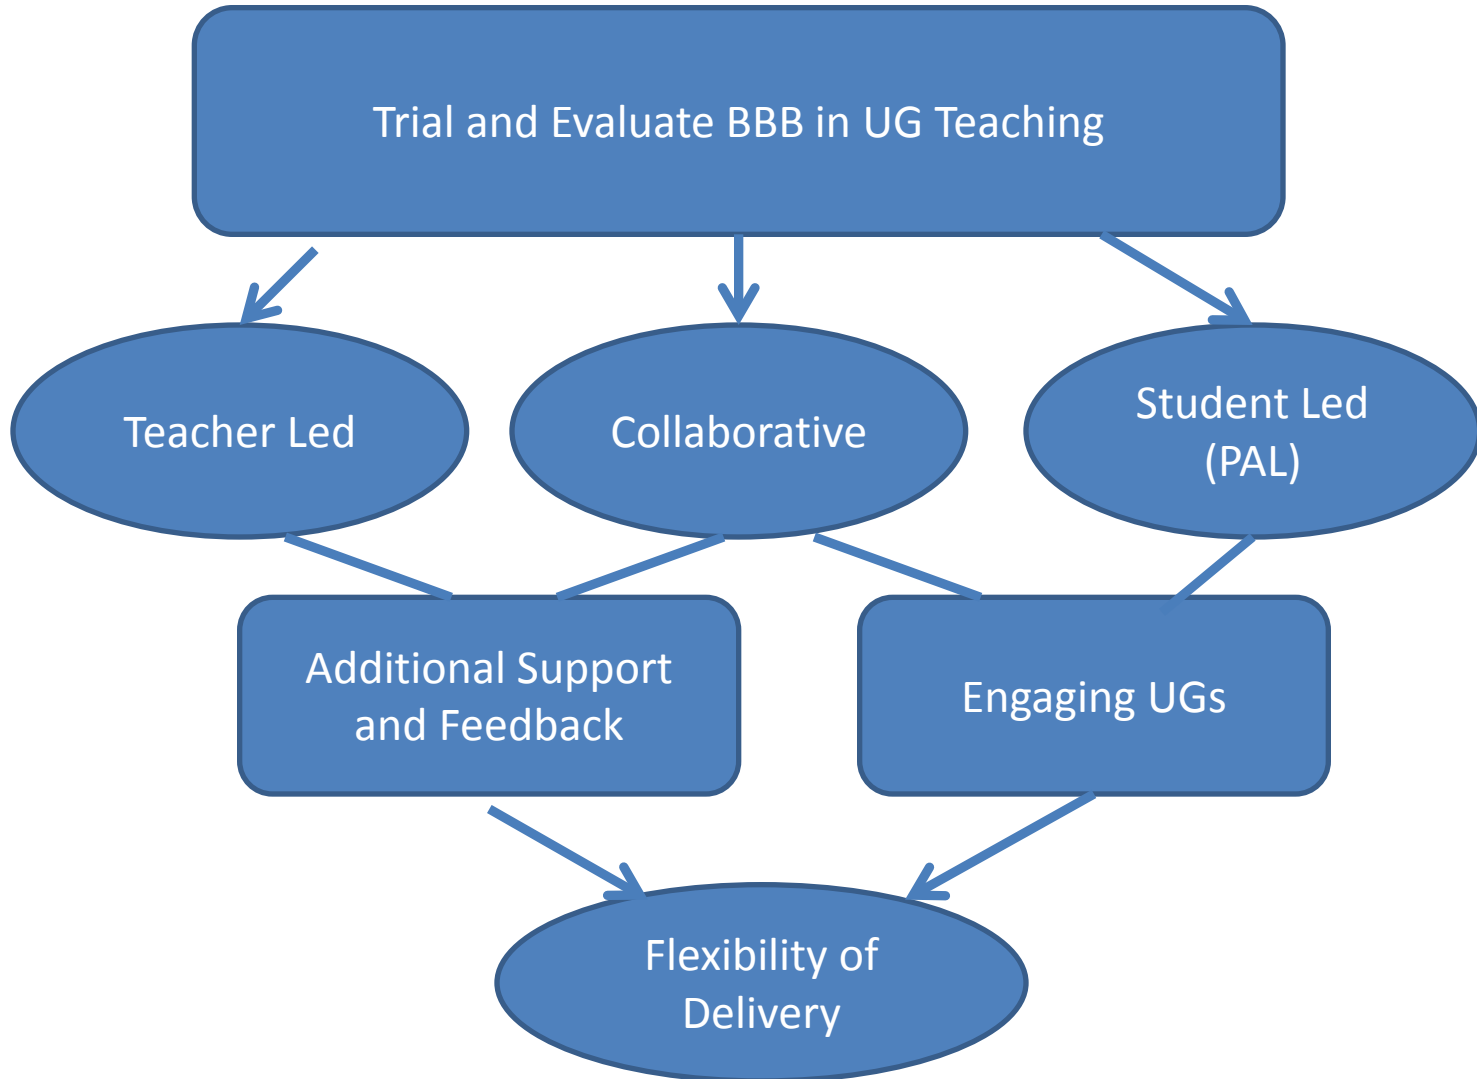 Trial and Evaluate BBB in UG Teaching
Teacher Led
Collaborative
Student Led
(PAL)
Additional Support
and Feedback
Engaging UGs
Flexibility of
Delivery